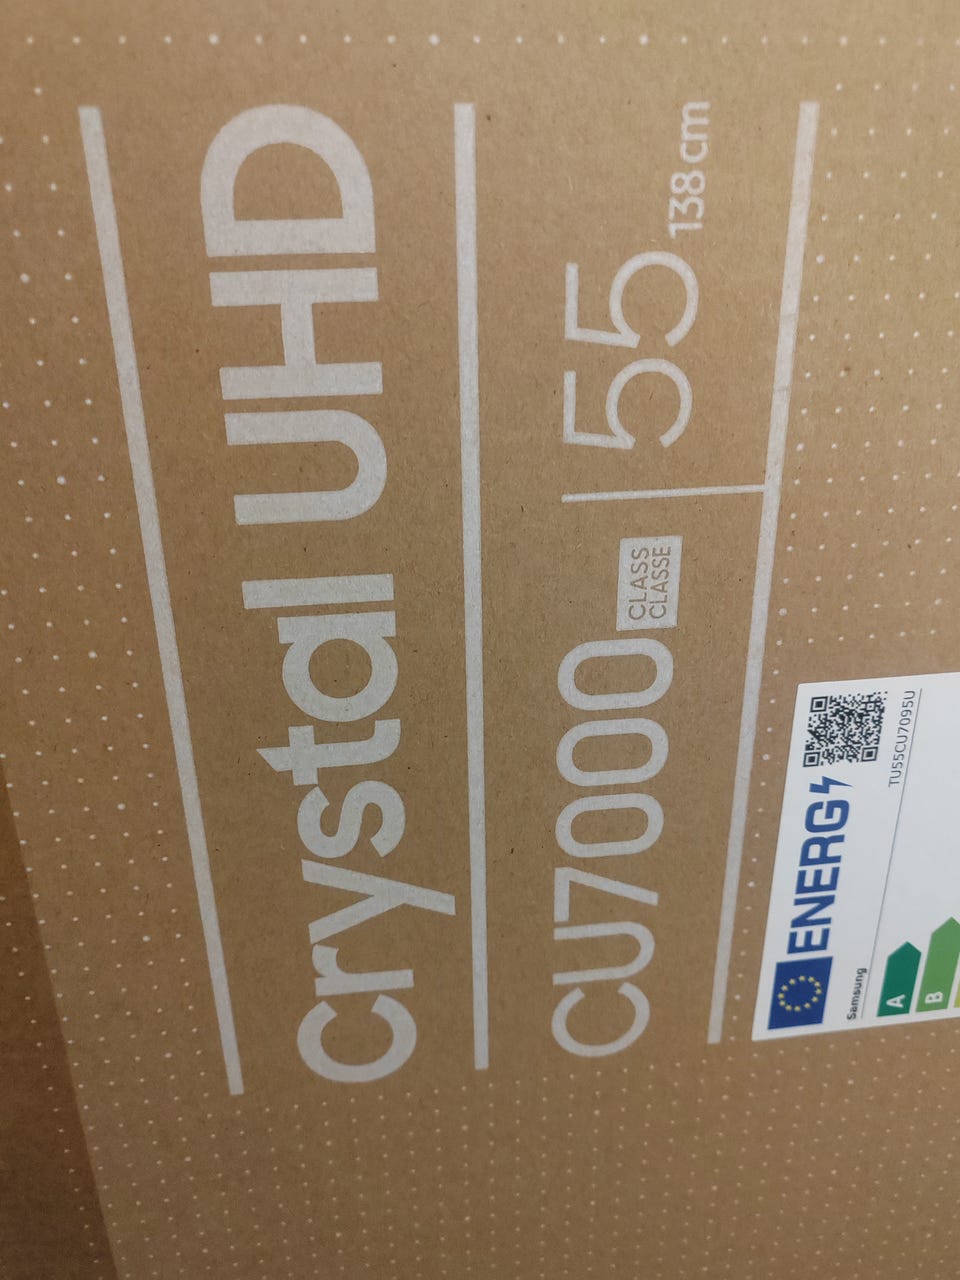 Crystal UHD
CU7000 CLASS
CLASSE
55 138 cm
ENERG
TU55CU7095U
Samsung
A
B